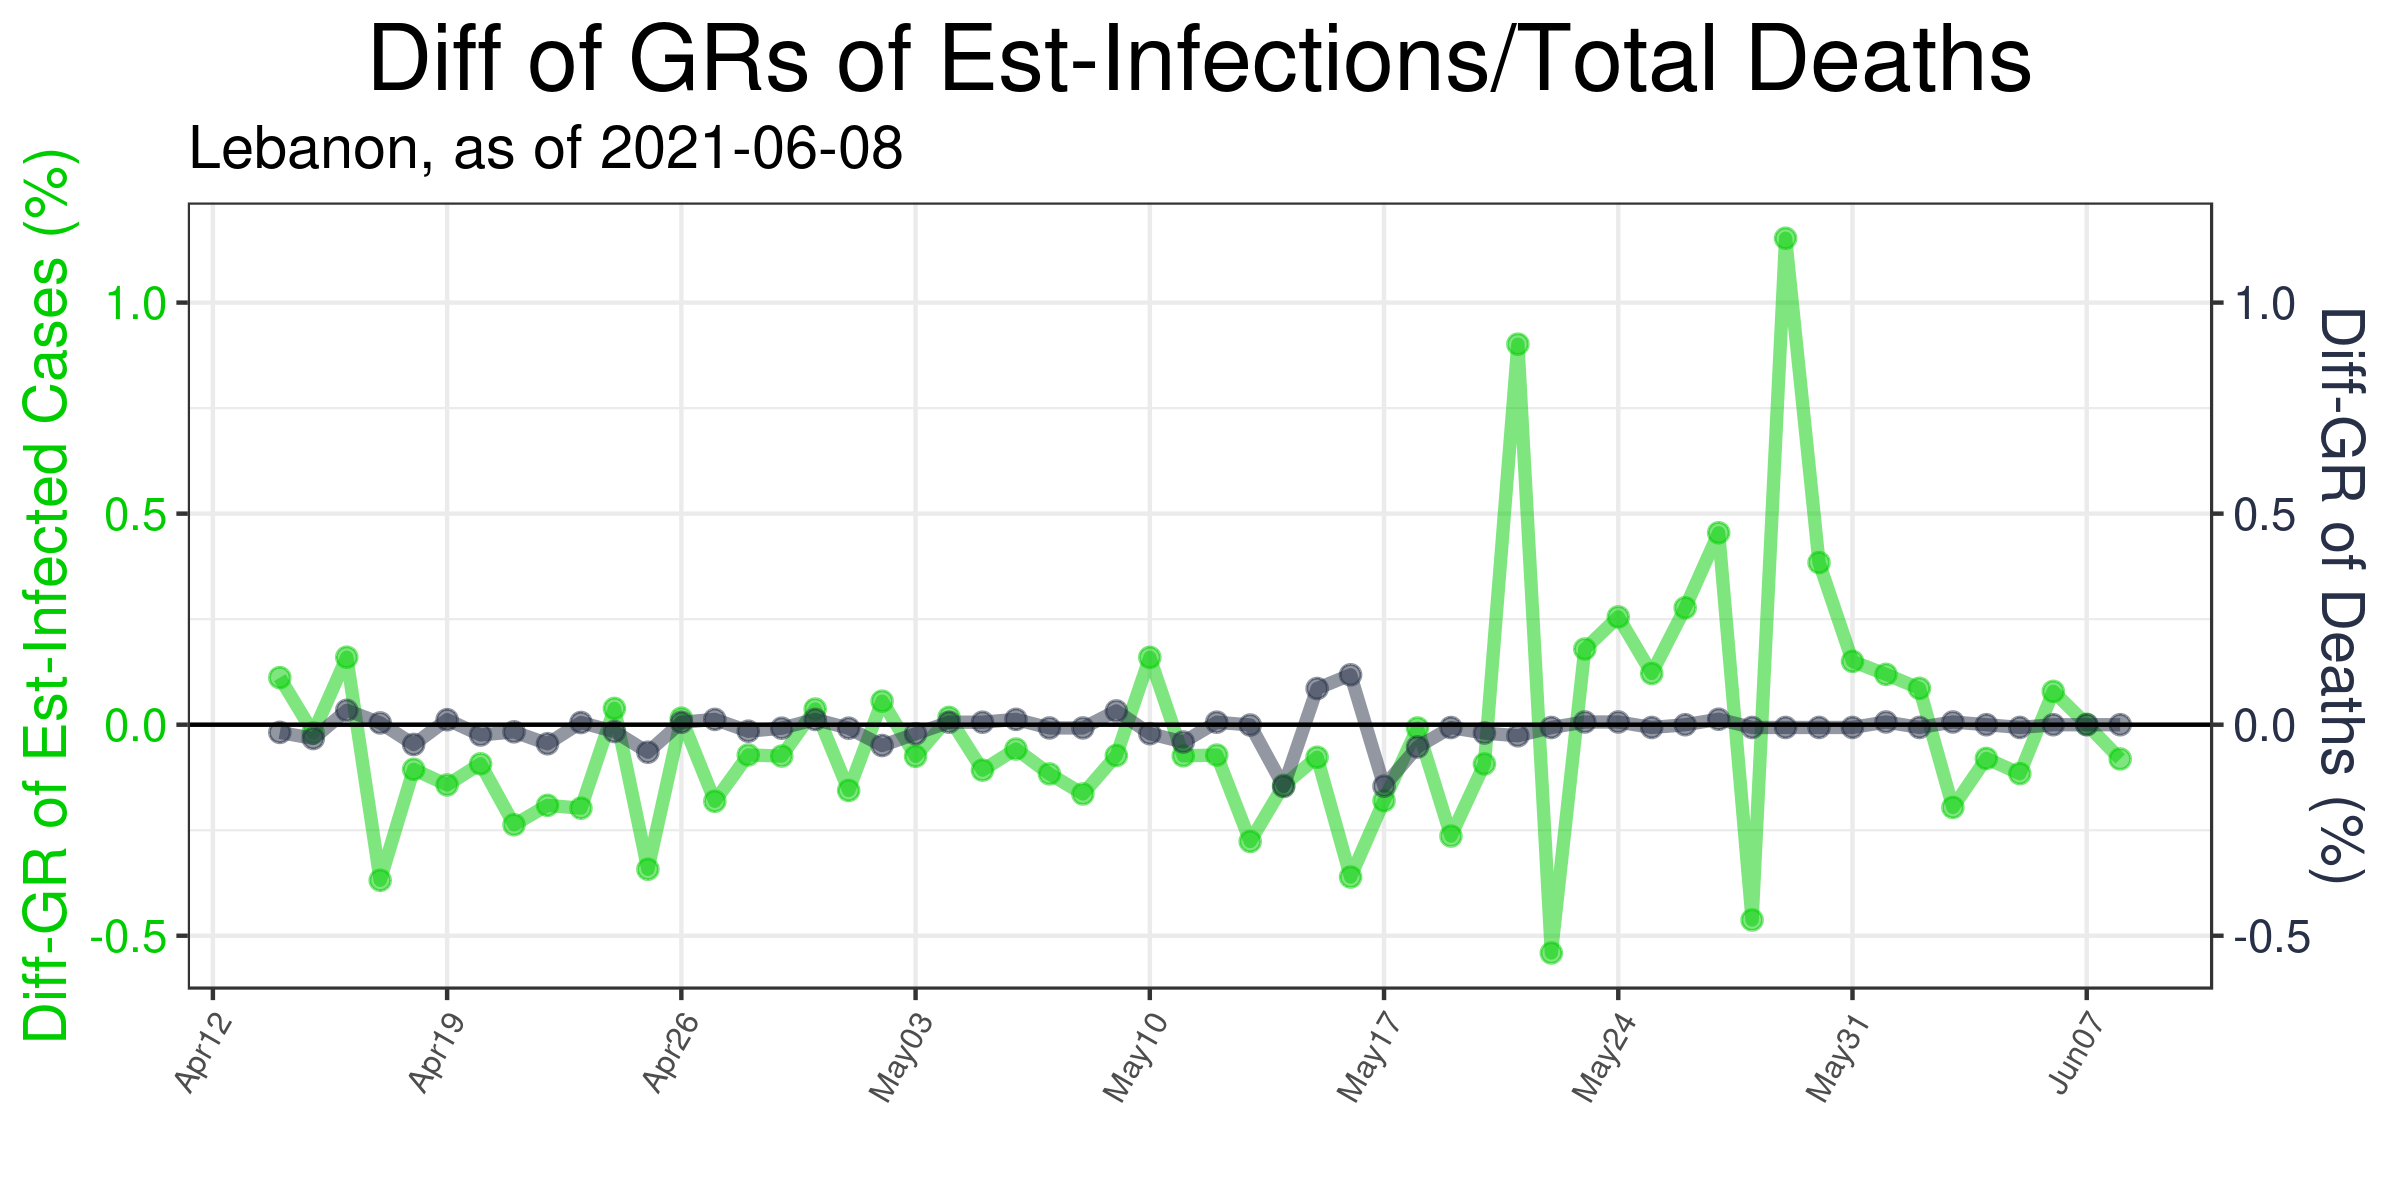 Diff of GRs of Est-Infections/Total Deaths
Lebanon, as of 2021-06-08
Diff-GR of Est-Infected Cases (%)
1.0
0.5
0.0
-0.5
1.0
0.5
0.0
-0.5
Diff-GR of Deaths (%)
Apr12
Apr19
Apr26
May03
May10
May17
May24
May31
Jun07